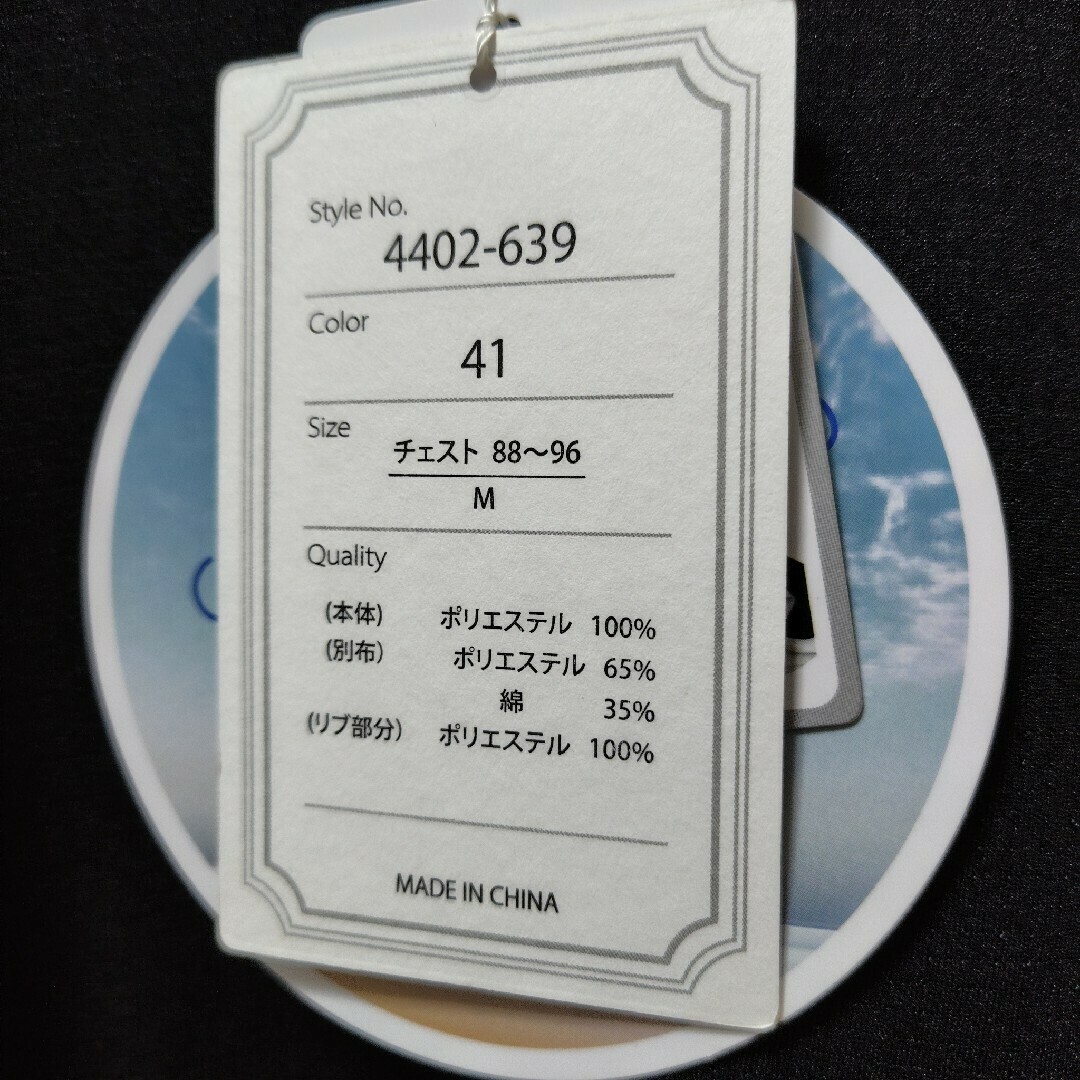 Style No.
4402-639
Color
41
Size
チェスト 88〜96
M
Quality
(本体) ポリエステル 100%
(別布) ポリエステル 65%
綿 35%
(リブ部分) ポリエステル 100%
MADE IN CHINA